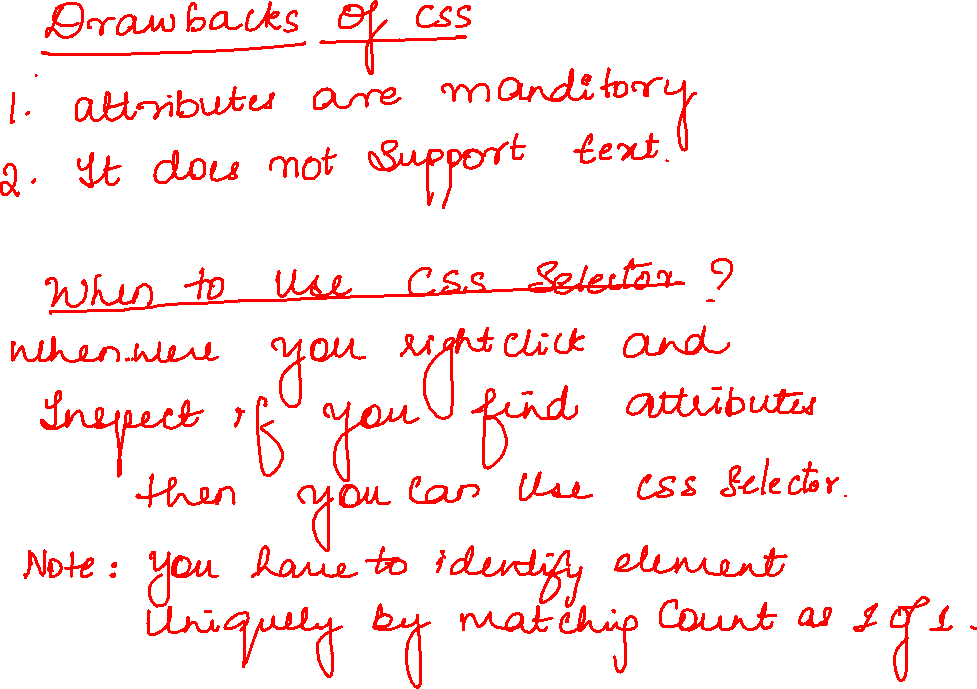 Drawbacks of CSS
1. attributes are manditory
2. It does not Support text.
When to Use CSS Selector ?
when were you right click and
Inspect if you find attributes
then you can Use CSS Selector.
Note : you have to identify element
Uniquely by matching Count as 1 of 1 .